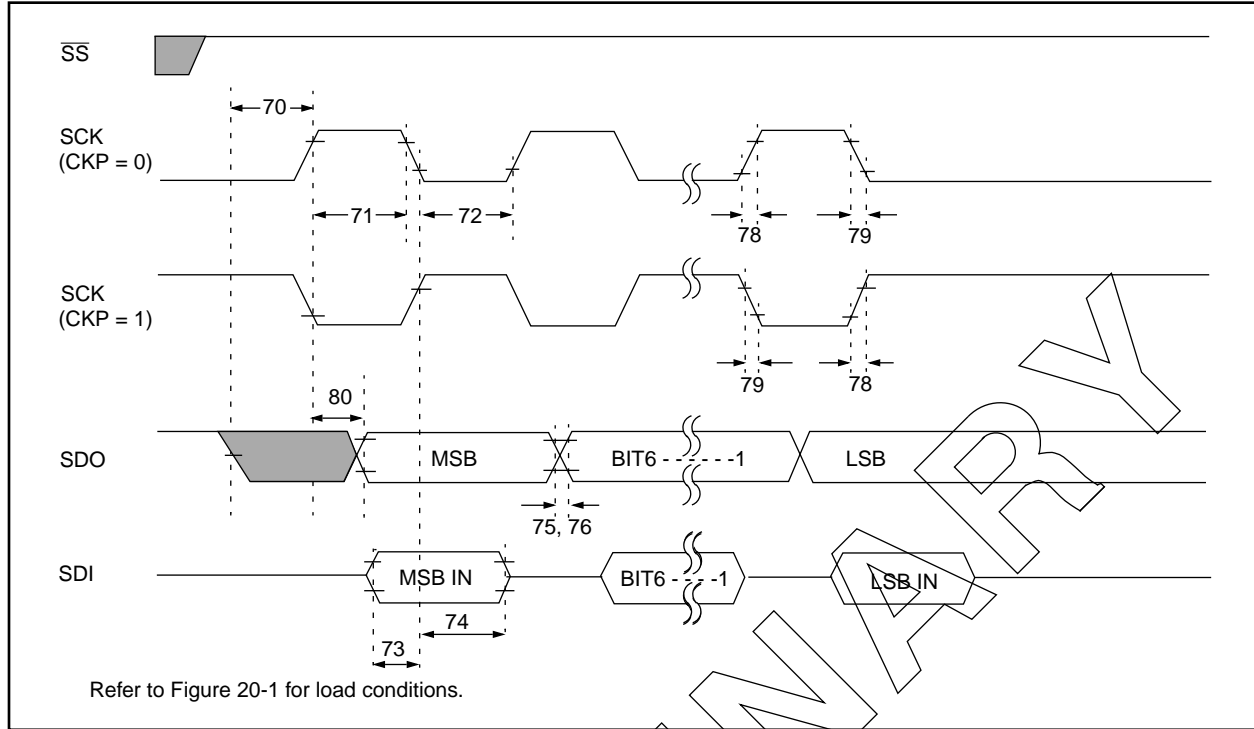 SS
70
SCK
(CKP = 0)
71
72
78
79
SCK
(CKP = 1)
79
78
80
SDO
MSB
BIT6 - - - - - -1
LSB
75, 76
SDI
MSB IN
BIT6 - - - - -1
LSB IN
74
73
Refer to Figure 20-1 for load conditions.
NARY